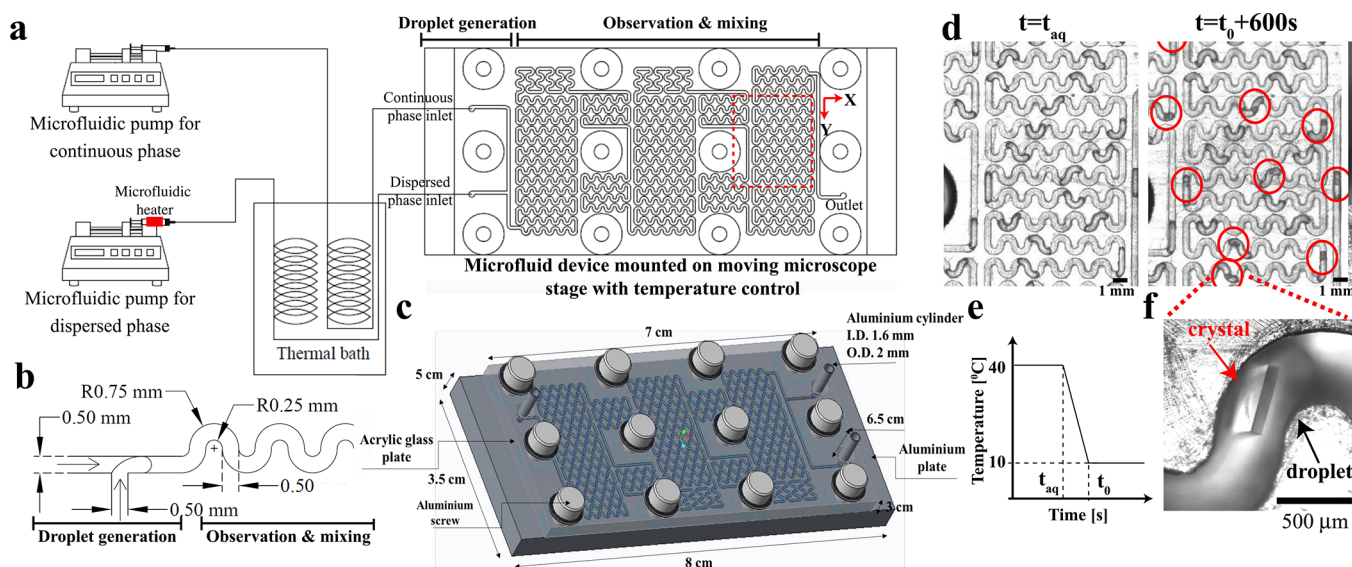 a
Droplet generation
Observation & mixing
Microfluidic pump for
continuous phase
Microfluidic
heater
Microfluidic pump for
dispersed phase
Thermal bath
Continuous
phase inlet
Dispersed
phase inlet
X
Y
Outlet
Microfluid device mounted on moving microscope
stage with temperature control
b
R0.75 mm
0.50 mm
R0.25 mm
0.50
0.50 mm
Droplet generation
Observation & mixing
c
7 cm
Aluminium cylinder
I.D. 1.6 mm
O.D. 2 mm
5 cm
Acrylic glass
plate
6.5 cm
Aluminium
plate
3.5 cm
Aluminium
screw
3 cm
8 cm
d
t=taq
t=t0+600s
1 mm
1 mm
e
Temperature [⁰C]
40
10
taq
t0
Time [s]
f
crystal
droplet
500 µm